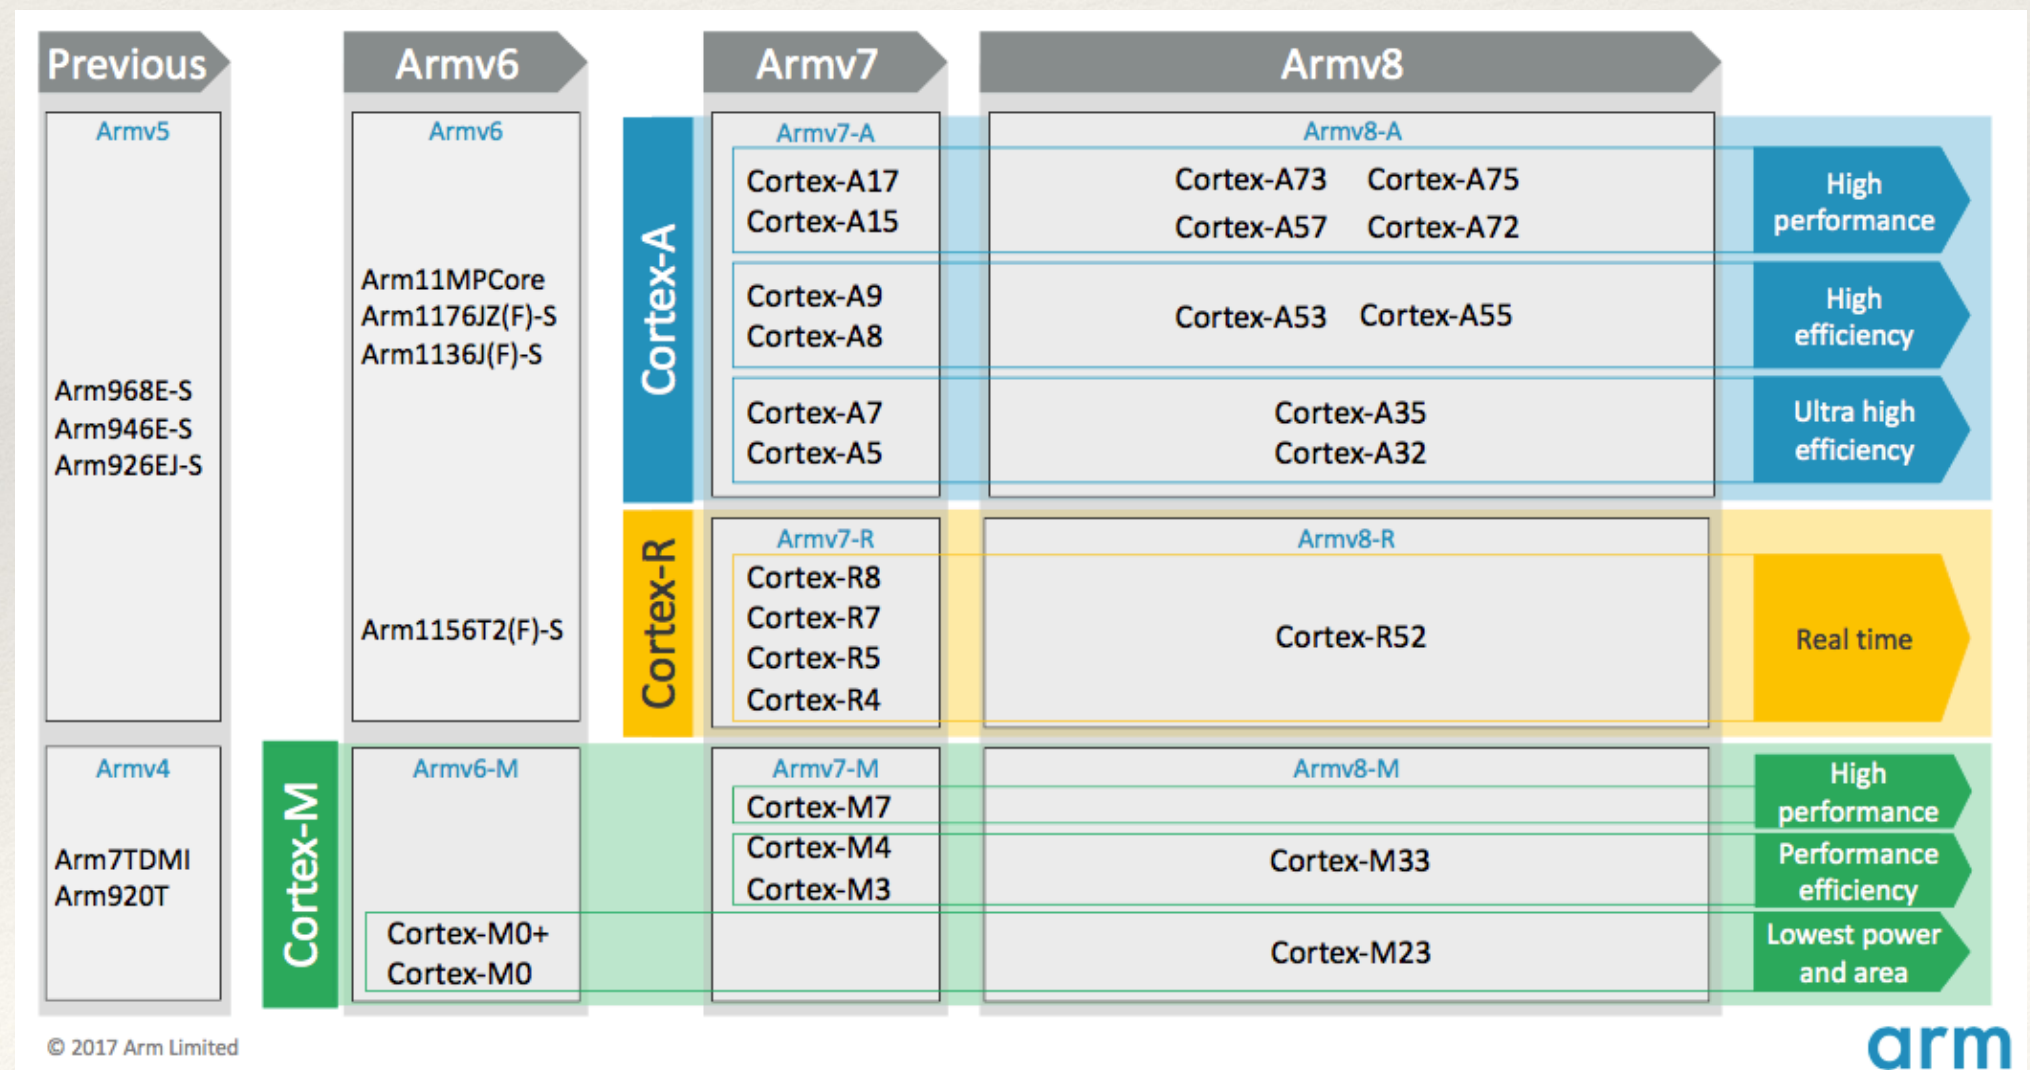 Previous
Armv6
Armv7
Armv8
Armv5
Arm968E-S
Arm946E-S
Arm926EJ-S
Armv4
Arm7TDMI
Arm920T
Armv6
Arm11MPCore
Arm1176JZ(F)-S
Arm1136J(F)-S
Arm1156T2(F)-S
Cortex-A
Armv7-A
Cortex-A17
Cortex-A15
Cortex-A9
Cortex-A8
Cortex-A7
Cortex-A5
Armv8-A
Cortex-A73 Cortex-A75
Cortex-A57 Cortex-A72
Cortex-A53 Cortex-A55
Cortex-A35
Cortex-A32
High
performance
High
efficiency
Ultra high
efficiency
Cortex-R
Armv7-R
Cortex-R8
Cortex-R7
Cortex-R5
Cortex-R4
Armv8-R
Cortex-R52
Real time
Cortex-M
Armv6-M
Cortex-M0+
Cortex-M0
Armv7-M
Cortex-M7
Cortex-M4
Cortex-M3
Armv8-M
Cortex-M33
Cortex-M23
High
performance
Performance
efficiency
Lowest power
and area
© 2017 Arm Limited
arm